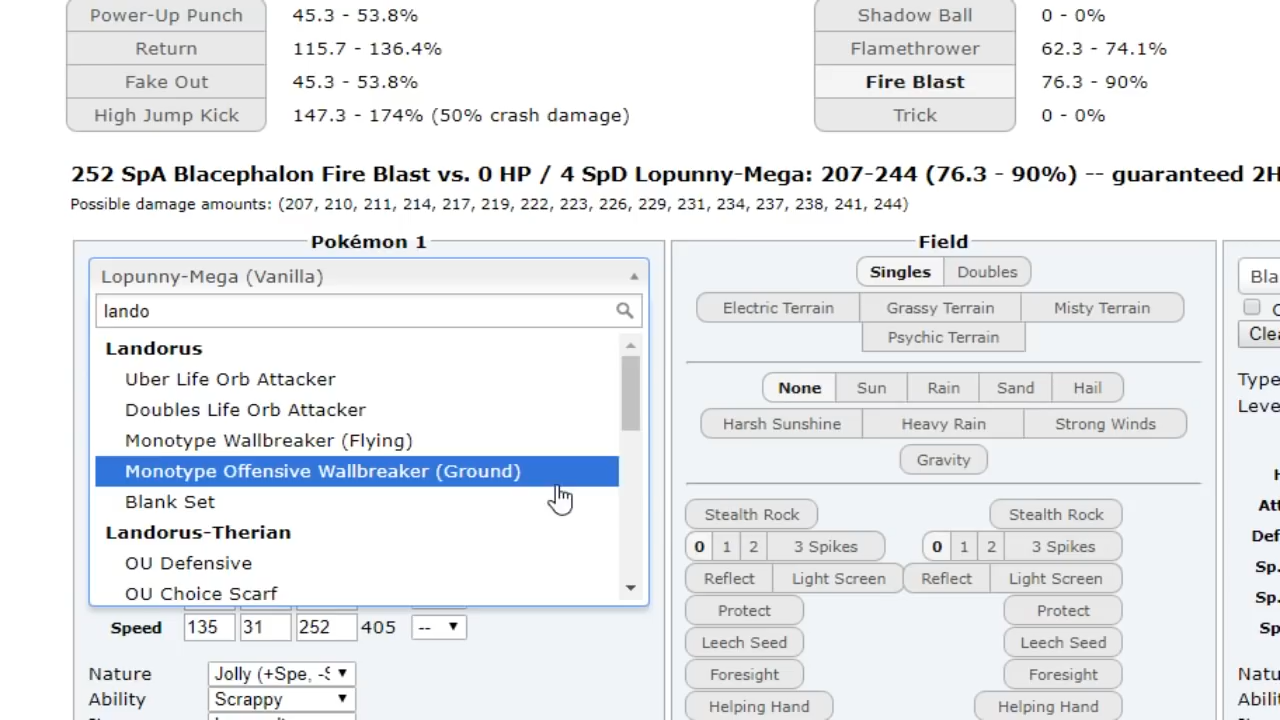 Power-Up Punch 45.3 - 53.8%
Return 115.7 - 136.4%
Fake Out 45.3 - 53.8%
High Jump Kick 147.3 - 174% (50% crash damage)
Shadow Ball 0 - 0%
Flamethrower 62.3 - 74.1%
Fire Blast 76.3 - 90%
Trick 0 - 0%
252 SpA Blacephalon Fire Blast vs. 0 HP / 4 SpD Lopunny-Mega: 207-244 (76.3 - 90%) -- guaranteed 2H
Possible damage amounts: (207, 210, 211, 214, 217, 219, 222, 223, 226, 229, 231, 234, 237, 238, 241, 244)
Pokémon 1
Lopunny-Mega (Vanilla)
lando
Landorus
Uber Life Orb Attacker
Doubles Life Orb Attacker
Monotype Wallbreaker (Flying)
Monotype Offensive Wallbreaker (Ground)
Blank Set
Landorus-Therian
OU Defensive
OU Choice Scarf
Speed 135 31 252 405 --
Nature Jolly (+Spe, -S
Ability Scrappy
Field
Singles Doubles
Electric Terrain Grassy Terrain Misty Terrain
Psychic Terrain
None Sun Rain Sand Hail
Harsh Sunshine Heavy Rain Strong Winds
Gravity
Stealth Rock Stealth Rock
0 1 2 3 Spikes 0 1 2 3 Spikes
Reflect Light Screen Reflect Light Screen
Protect Protect
Leech Seed Leech Seed
Foresight Foresight
Helping Hand Helping Hand
Bla
C
Clea
Type
Leve
H
Att
Def
Sp.
Sp.
Sp
Natu
Abili